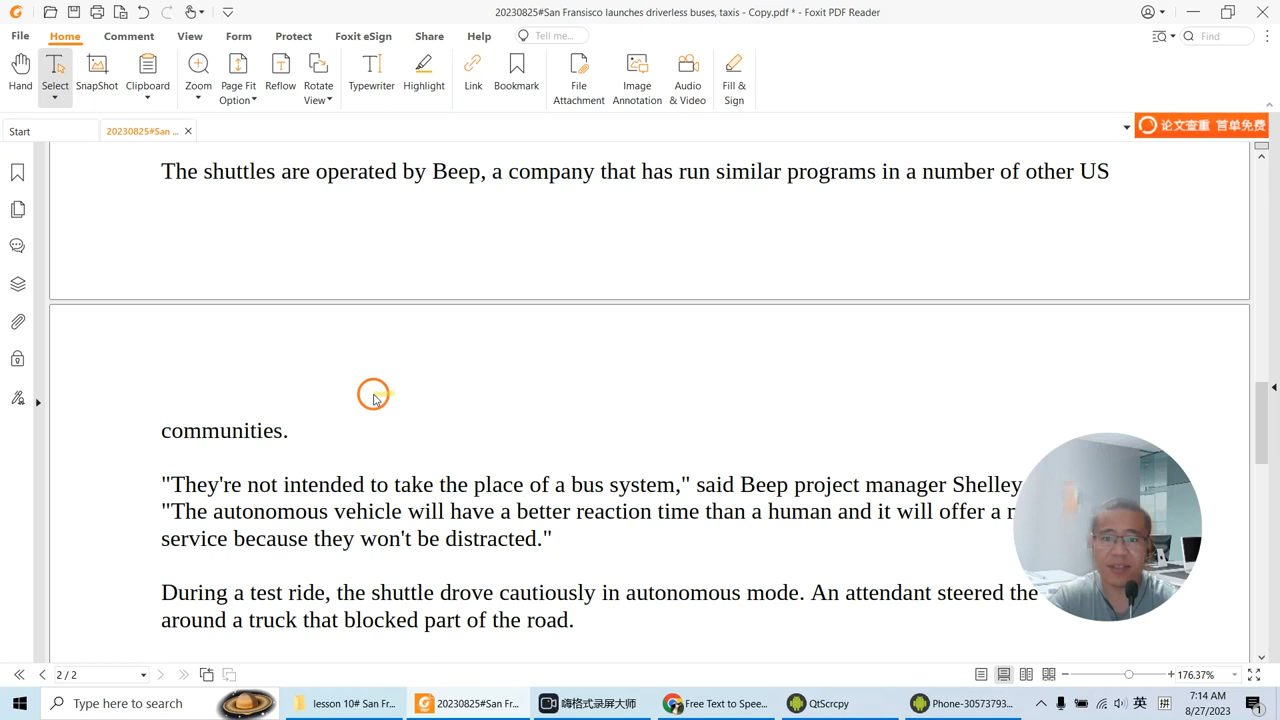 20230825#San Fransisco launches driverless buses, taxis - Copy.pdf * - Foxit PDF Reader
File Home Comment View Form Protect Foxit eSign Share Help Tell me... Find
Hand Select SnapShot Clipboard Zoom Page Fit Option Reflow Rotate View Typewriter Highlight Link Bookmark File Attachment Image Annotation Audio & Video Fill & Sign
Start 20230825#San ... 论文查重 首单免费
The shuttles are operated by Beep, a company that has run similar programs in a number of other US
communities.
"They're not intended to take the place of a bus system," said Beep project manager Shelley
"The autonomous vehicle will have a better reaction time than a human and it will offer a
service because they won't be distracted."
During a test ride, the shuttle drove cautiously in autonomous mode. An attendant steered the
around a truck that blocked part of the road.
2 / 2 176.37%
Type here to search lesson 10# San Fr... 20230825#San Fr... 嗨格式录屏大师 Free Text to Spee... QtScrcpy Phone-30573793... 英 拼 7:14 AM
8/27/2023 1